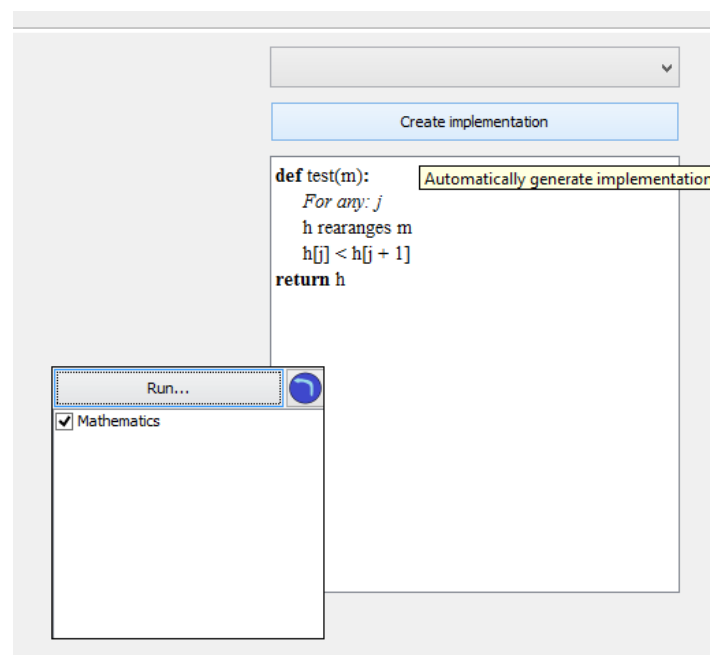 Create implementation
def test(m):
Automatically generate implementation
For any: j
h rearanges m
h[j] < h[j + 1]
return h
Run...
Mathematics